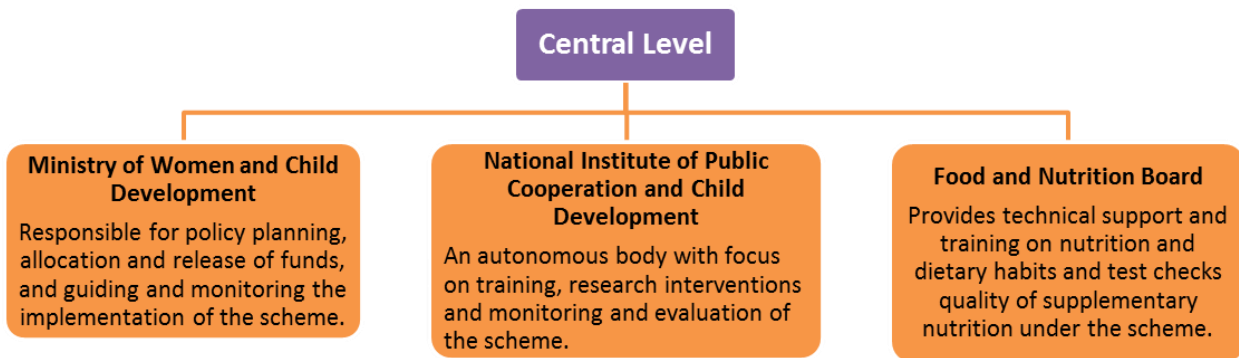 Central Level
Ministry of Women and Child
Development
Responsible for policy planning,
allocation and release of funds,
and guiding and monitoring the
implementation of the scheme.
National Institute of Public
Cooperation and Child
Development
An autonomous body with focus
on training, research interventions
and monitoring and evaluation of
the scheme.
Food and Nutrition Board
Provides technical support and
training on nutrition and
dietary habits and test checks
quality of supplementary
nutrition under the scheme.